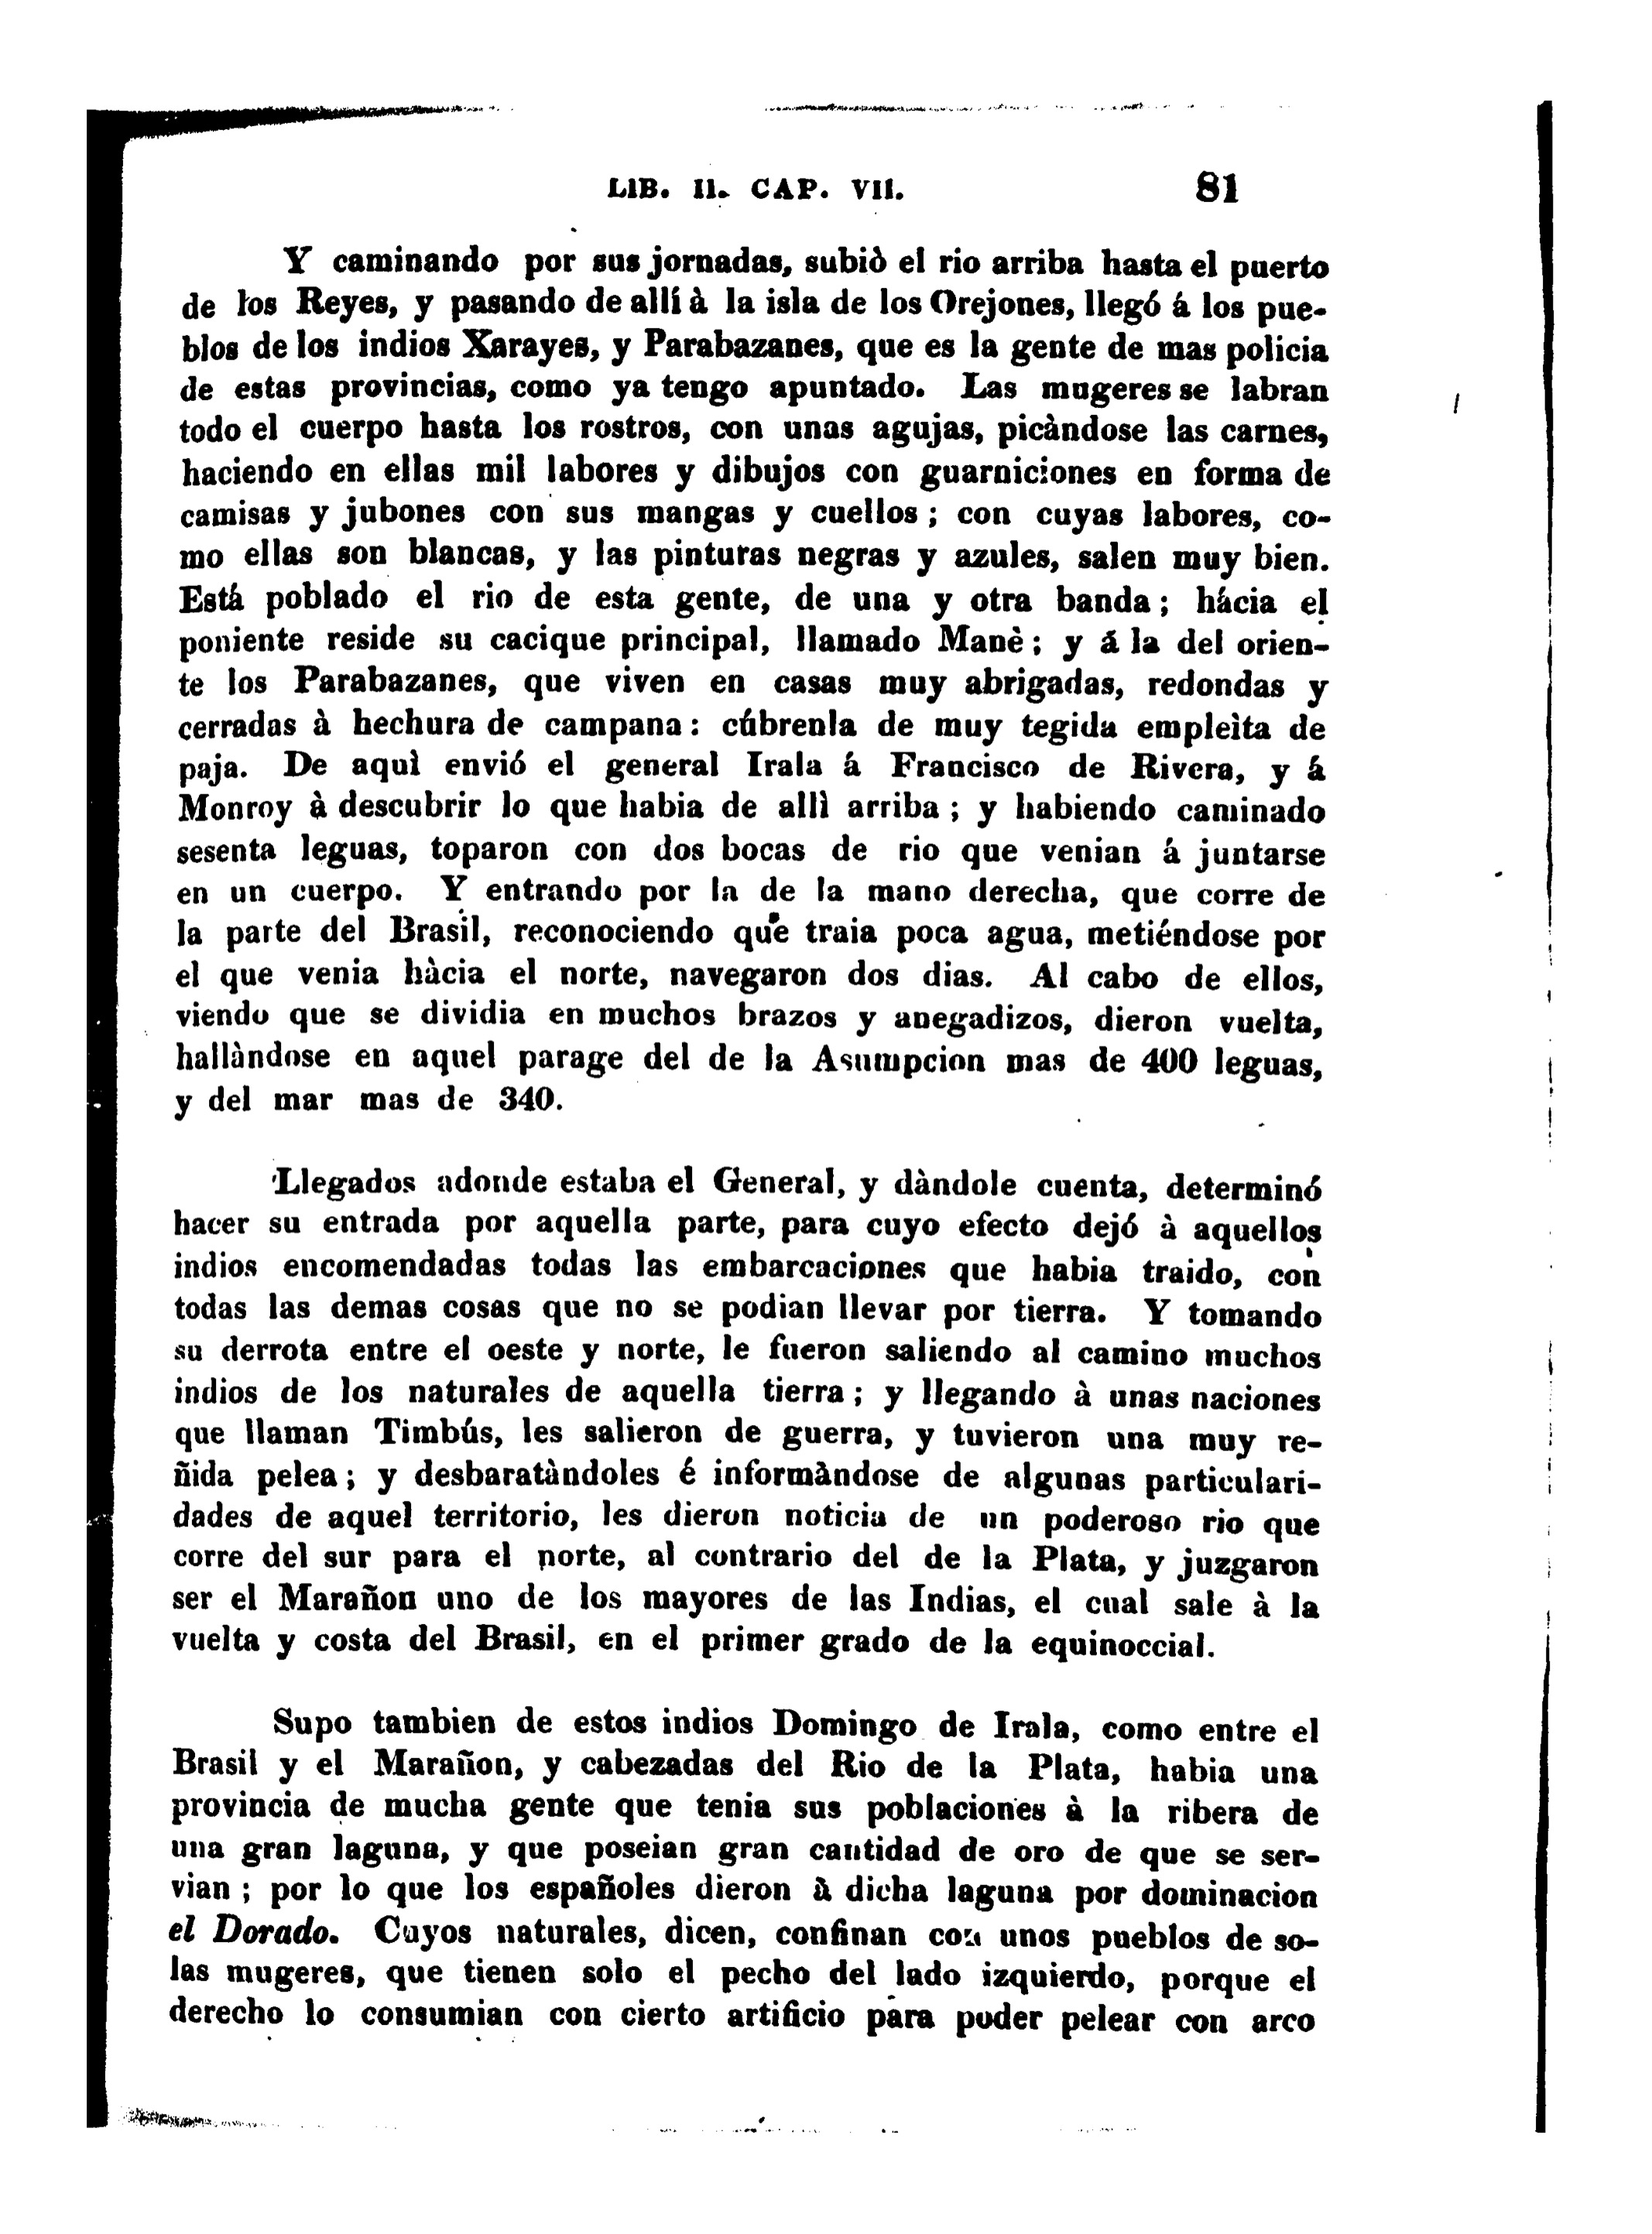 LIB. II. CAP. VII. 81
Y caminando por sus jornadas, subiò el rio arriba hasta el puerto
de los Reyes, y pasando de allí à la isla de los Orejones, llegó á los pue-
blos de los indios Xarayes, y Parabazanes, que es la gente de mas policia
de estas provincias, como ya tengo apuntado. Las mugeres se labran
todo el cuerpo hasta los rostros, con unas agujas, picàndose las carnes,
haciendo en ellas mil labores y dibujos con guarniciones en forma de
camisas y jubones con sus mangas y cuellos ; con cuyas labores, co-
mo ellas son blancas, y las pinturas negras y azules, salen muy bien.
Está poblado el rio de esta gente, de una y otra banda ; hácia el
poniente reside su cacique principal, llamado Manè ; y á la del orien-
te los Parabazanes, que viven en casas muy abrigadas, redondas y
cerradas à hechura de campana : cúbrenla de muy tegida empleìta de
paja. De aquì envió el general Irala á Francisco de Rivera, y á
Monroy à descubrir lo que habia de allì arriba ; y habiendo caminado
sesenta leguas, toparon con dos bocas de rio que venian á juntarse
en un cuerpo. Y entrando por la de la mano derecha, que corre de
la parte del Brasil, reconociendo que traia poca agua, metiéndose por
el que venia hàcia el norte, navegaron dos dias. Al cabo de ellos,
viendo que se dividia en muchos brazos y anegadizos, dieron vuelta,
hallàndose en aquel parage del de la Asumpcion mas de 400 leguas,
y del mar mas de 340.
Llegados adonde estaba el General, y dàndole cuenta, determinó
hacer su entrada por aquella parte, para cuyo efecto dejó à aquellos
indios encomendadas todas las embarcaciones que habia traido, con
todas las demas cosas que no se podian llevar por tierra. Y tomando
su derrota entre el oeste y norte, le fueron saliendo al camino muchos
indios de los naturales de aquella tierra ; y llegando à unas naciones
que llaman Timbús, les salieron de guerra, y tuvieron una muy re-
ñida pelea ; y desbaratàndoles é informàndose de algunas particulari-
dades de aquel territorio, les dieron noticia de un poderoso rio que
corre del sur para el norte, al contrario del de la Plata, y juzgaron
ser el Marañon uno de los mayores de las Indias, el cual sale à la
vuelta y costa del Brasil, en el primer grado de la equinoccial.
Supo tambien de estos indios Domingo de Irala, como entre el
Brasil y el Marañon, y cabezadas del Rio de la Plata, habia una
provincia de mucha gente que tenia sus poblaciones à la ribera de
una gran laguna, y que poseian gran cantidad de oro de que se ser-
vian ; por lo que los españoles dieron à dicha laguna por dominacion
el Dorado. Cuyos naturales, dicen, confinan con unos pueblos de so-
las mugeres, que tienen solo el pecho del lado izquierdo, porque el
derecho lo consumian con cierto artificio para poder pelear con arco